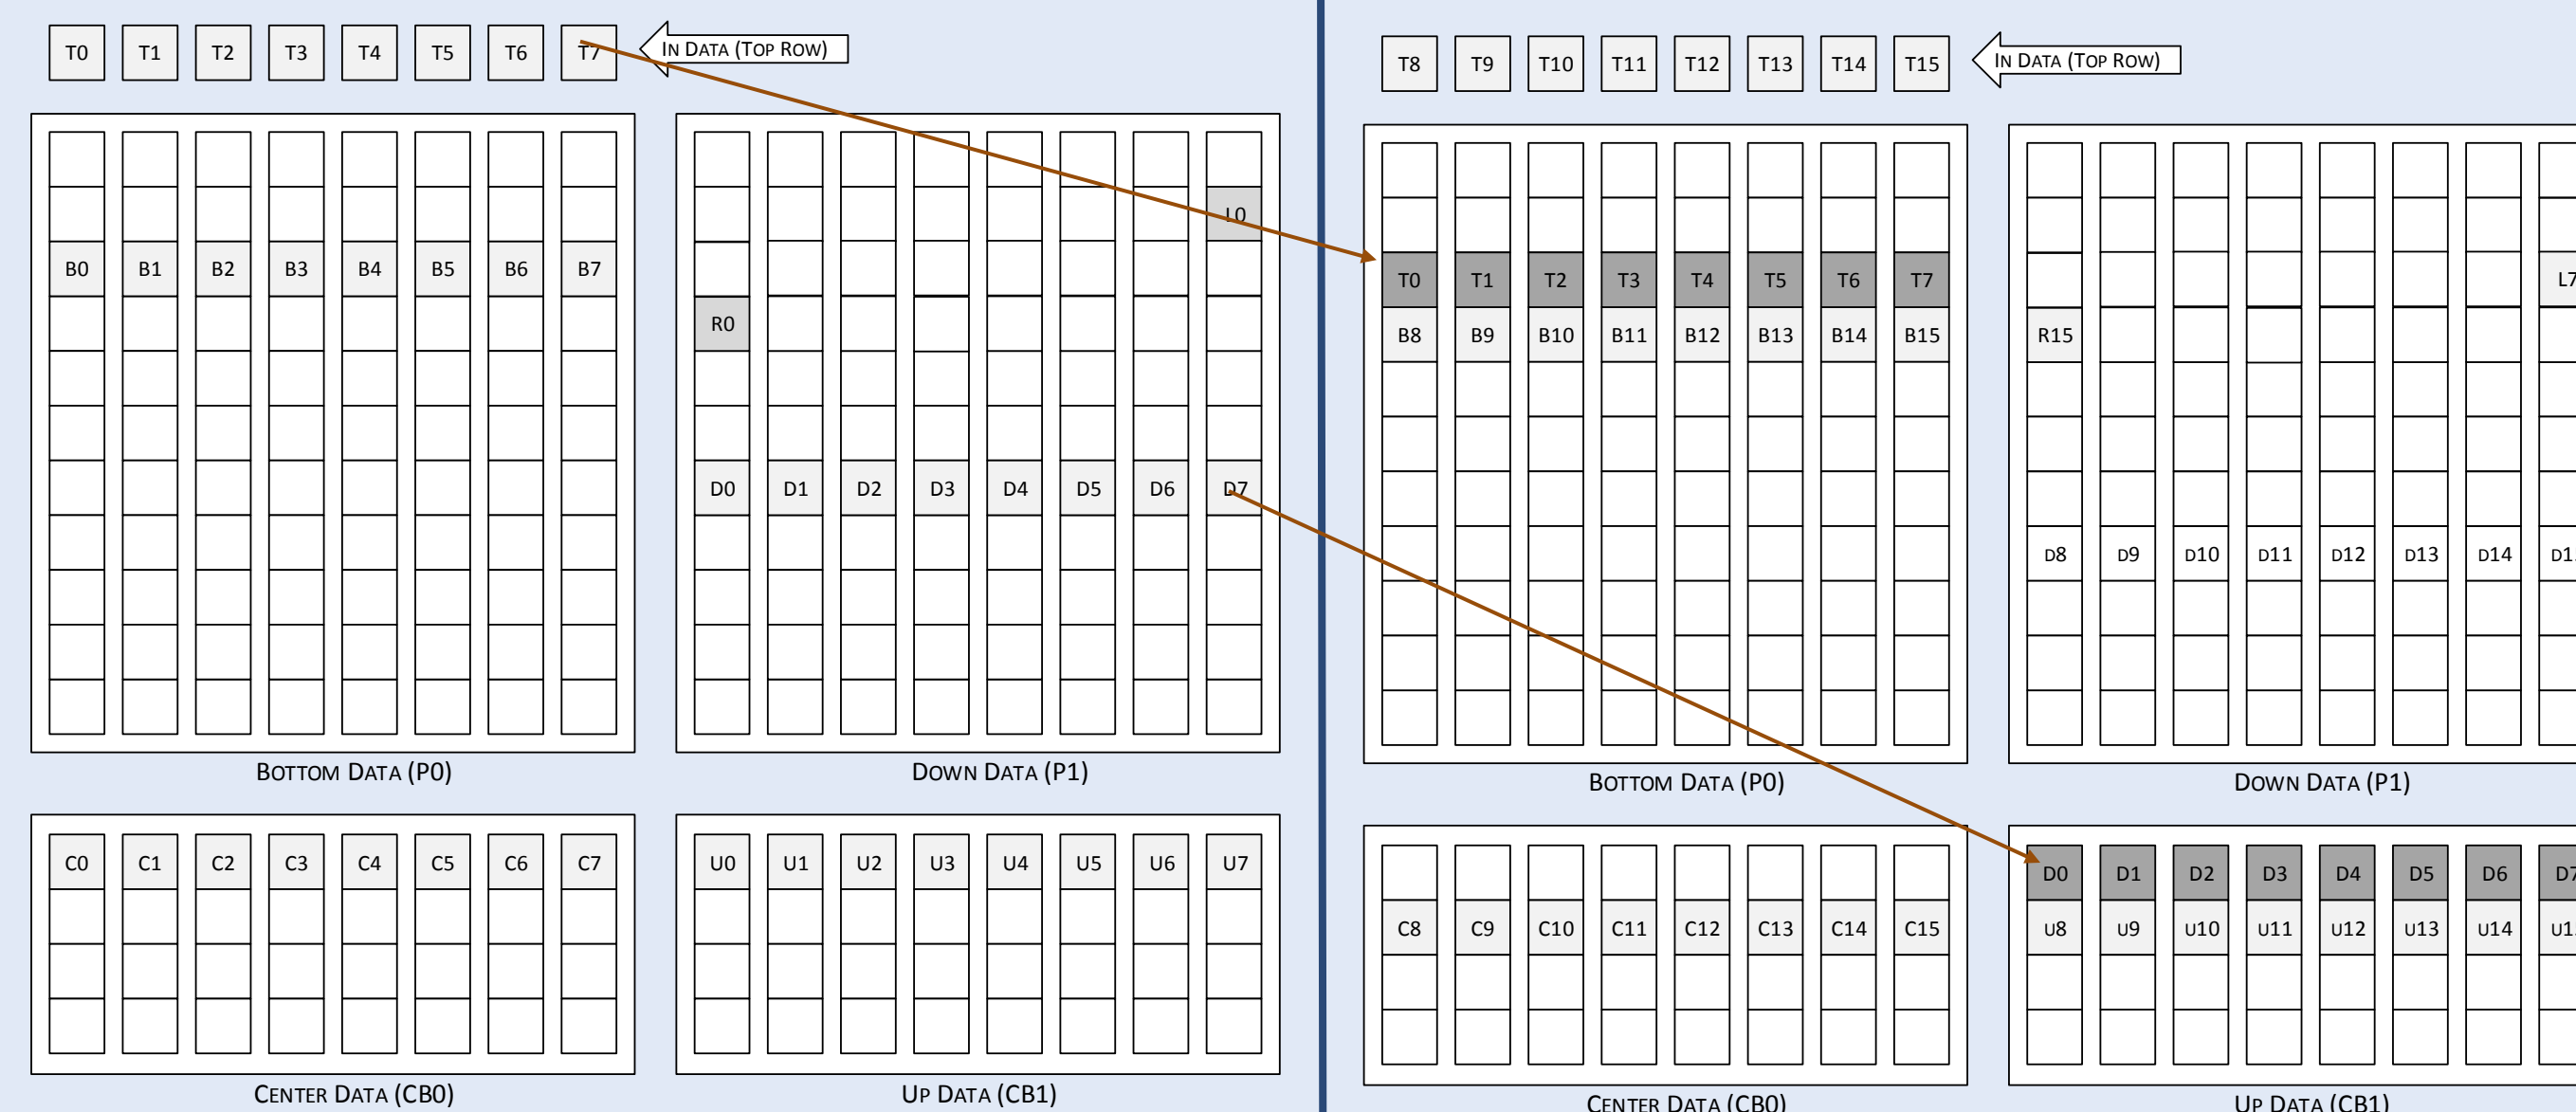 T0 T1 T2 T3 T4 T5 T6 T7 IN DATA (TOP ROW)
L0
B0 B1 B2 B3 B4 B5 B6 B7
R0
D0 D1 D2 D3 D4 D5 D6 D7
BOTTOM DATA (P0) DOWN DATA (P1)
C0 C1 C2 C3 C4 C5 C6 C7 U0 U1 U2 U3 U4 U5 U6 U7
CENTER DATA (CB0) UP DATA (CB1)
T8 T9 T10 T11 T12 T13 T14 T15 IN DATA (TOP ROW)
T0 T1 T2 T3 T4 T5 T6 T7 L7
B8 B9 B10 B11 B12 B13 B14 B15 R15
D8 D9 D10 D11 D12 D13 D14
BOTTOM DATA (P0) DOWN DATA (P1)
D0 D1 D2 D3 D4 D5 D6 D7
C8 C9 C10 C11 C12 C13 C14 C15 U8 U9 U10 U11 U12 U13 U14
CENTER DATA (CB0) UP DATA (CB1)